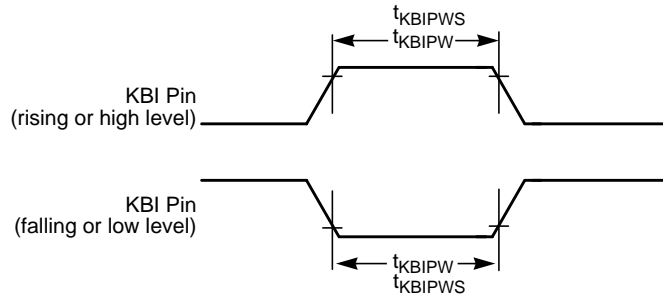 tKBIPWS
tKBIPW
KBI Pin
(rising or high level)
KBI Pin
(falling or low level)
tKBIPW
tKBIPWS